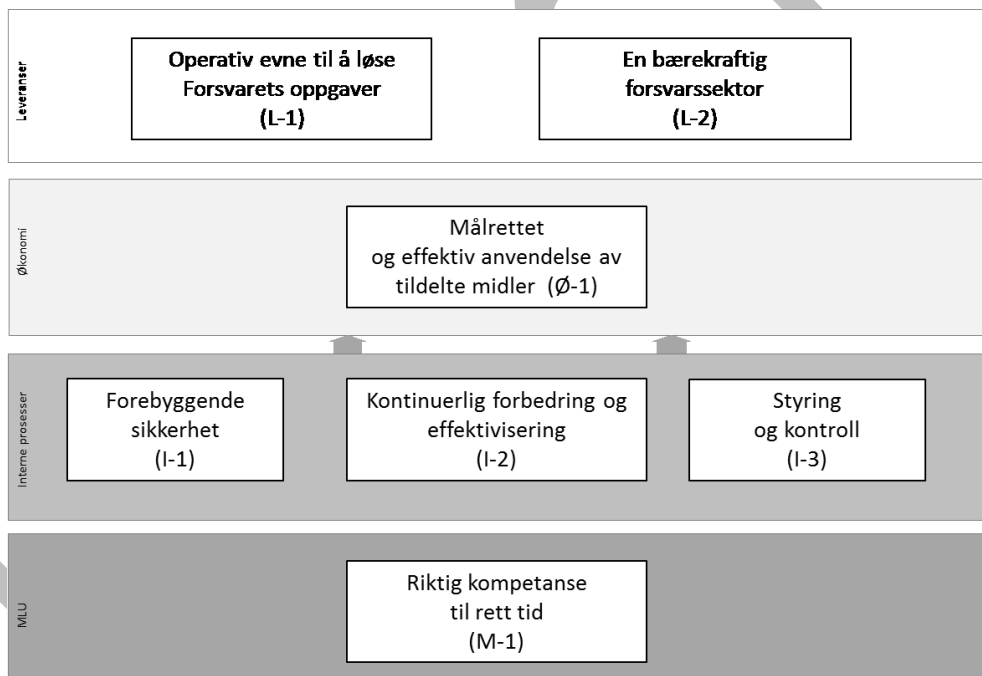 Leveranser
Operativ evne til å løse
Forsvarets oppgaver
(L-1)
En bærekraftig
forsvarssektor
(L-2)
Økonomi
Målrettet
og effektiv anvendelse av
tildelte midler (Ø-1)
Interne prosesser
Forebyggende
sikkerhet
(I-1)
Kontinuerlig forbedring og
effektivisering
(I-2)
Styring
og kontroll
(I-3)
MLU
Riktig kompetanse
til rett tid
(M-1)